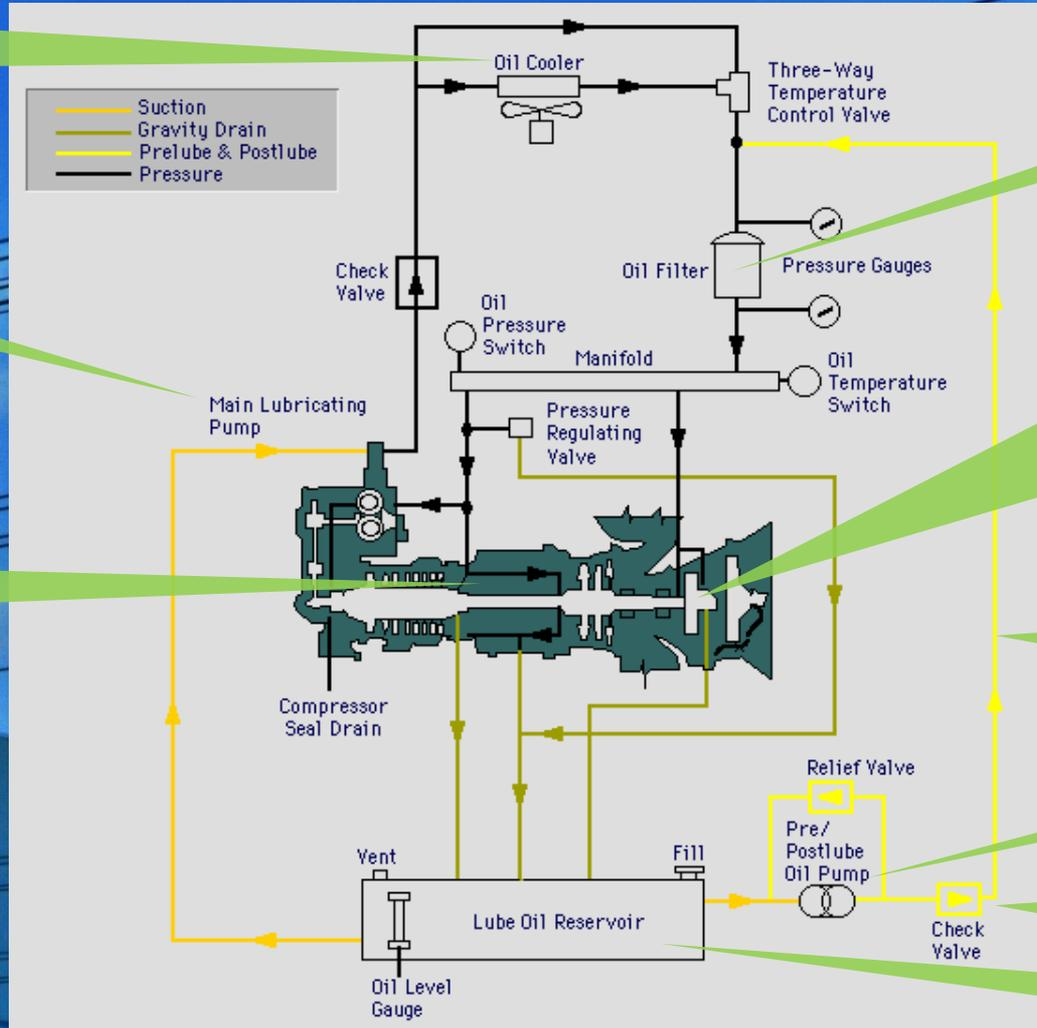 Oil Cooler
Three-Way
Temperature
Control Valve
Suction
Gravity Drain
Prelube & Postlube
Pressure
Check
Valve
Oil Filter
Pressure Gauges
Oil
Pressure
Switch
Manifold
Oil
Temperature
Switch
Main Lubricating
Pump
Pressure
Regulating
Valve
Compressor
Seal Drain
Relief Valve
Pre/
Postlube
Oil Pump
Vent
Fill
Lube Oil Reservoir
Check
Valve
Oil Level
Gauge